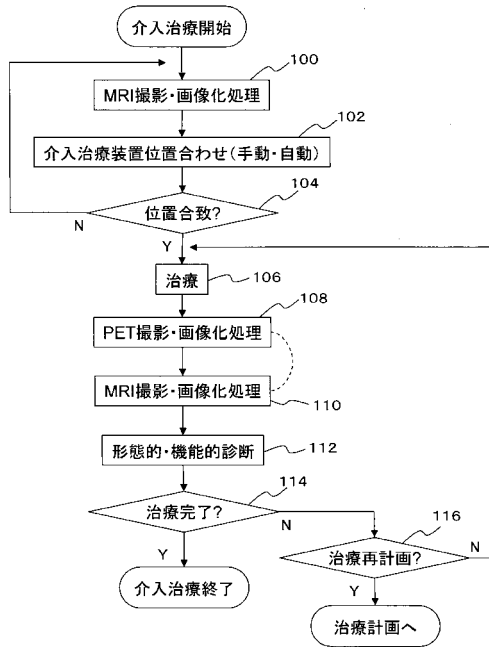 介入治療開始
100
MRI撮影・画像化処理
102
介入治療装置位置合わせ(手動・自動)
104
位置合致?
N
Y
106
治療
108
PET撮影・画像化処理
MRI撮影・画像化処理
110
形態的・機能的診断
112
114
治療完了?
N
116
Y
治療再計画?
N
介入治療終了
Y
治療計画へ